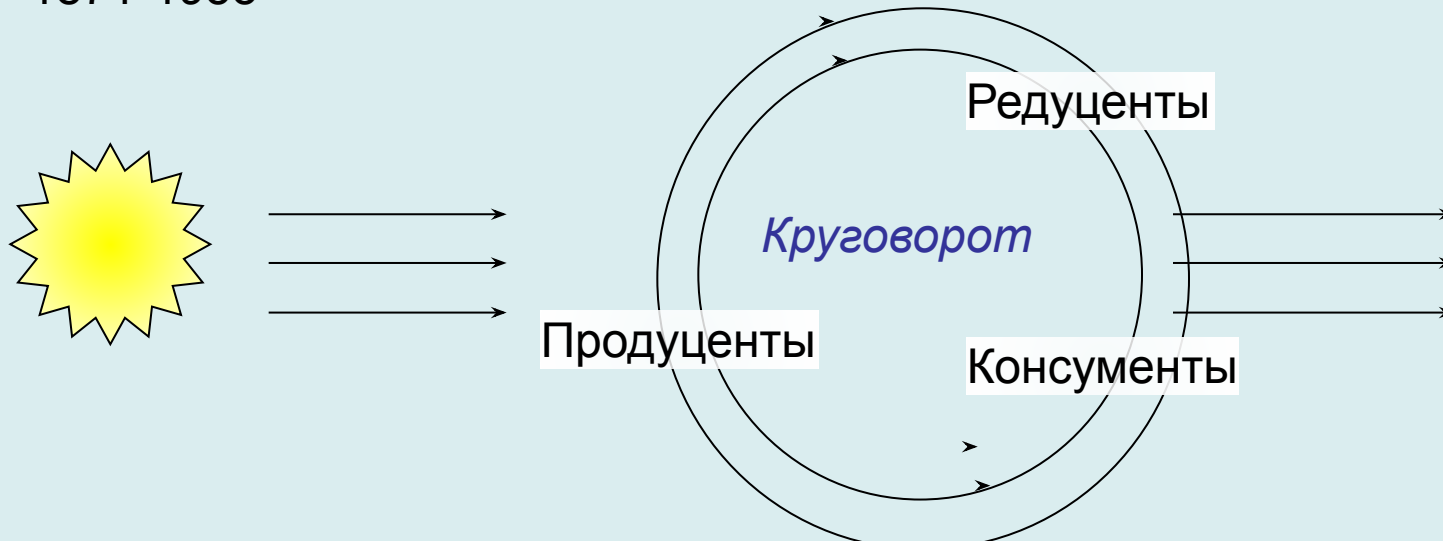 Редуценты
Круговорот
Продуценты
Консументы